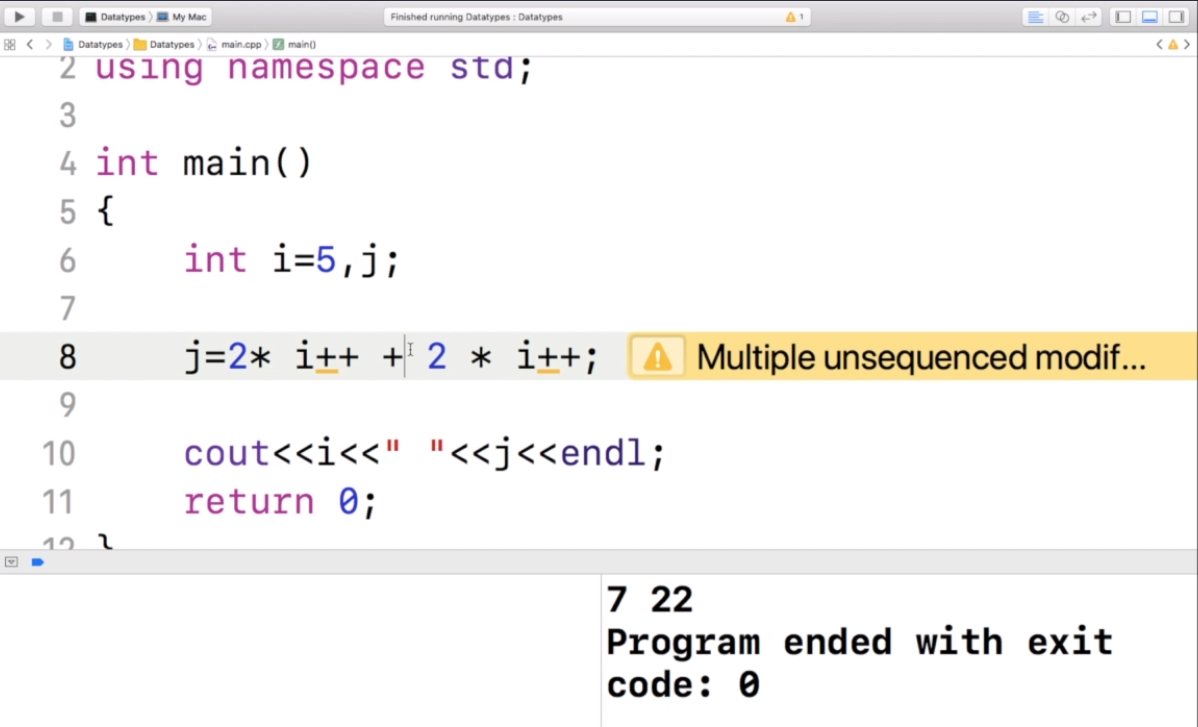 Datatypes 〉 My Mac
Finished running Datatypes : Datatypes
1
Datatypes 〉 Datatypes 〉 main.cpp 〉 main()
2 using namespace std;
3
4 int main()
5 {
6 int i=5,j;
7
8 j=2* i++ + 2 * i++;
Multiple unsequenced modif...
9
10 cout<<i<<" "<<j<<endl;
11 return 0;
12 }
7 22
Program ended with exit
code: 0